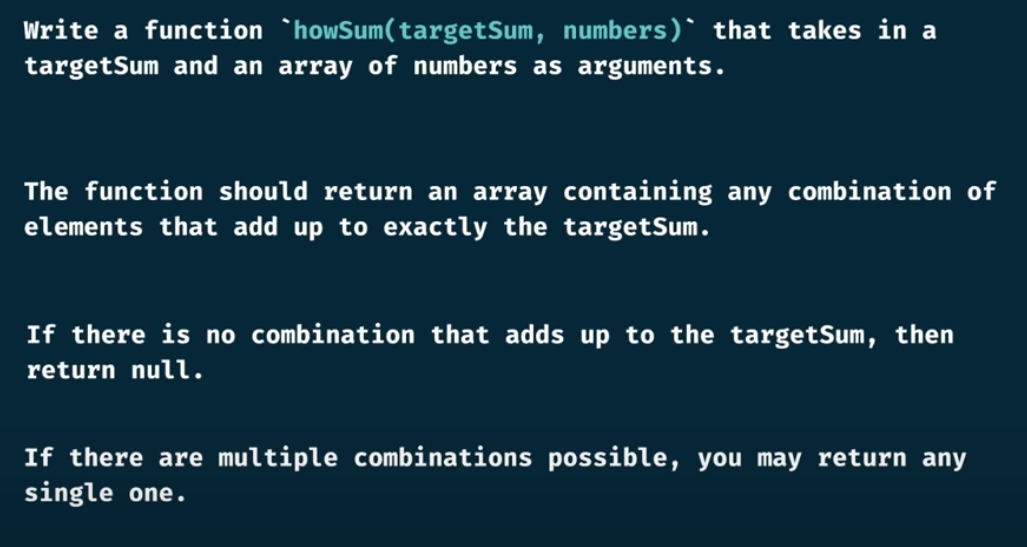 Write a function `howSum(targetSum, numbers)` that takes in a
targetSum and an array of numbers as arguments.
The function should return an array containing any combination of
elements that add up to exactly the targetSum.
If there is no combination that adds up to the targetSum, then
return null.
If there are multiple combinations possible, you may return any
single one.